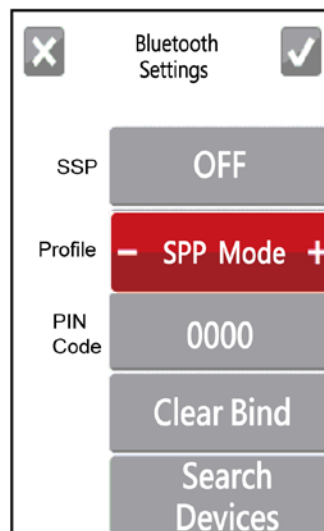 Bluetooth
Settings
SSP
OFF
Profile
- SPP Mode +
PIN
Code
0000
Clear Bind
Search
Devices